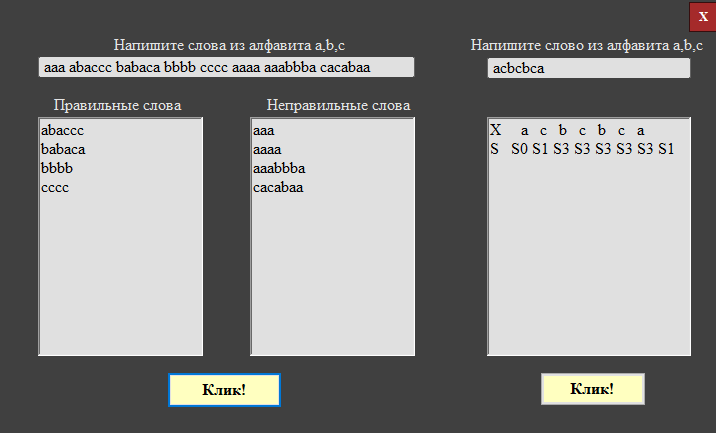 X
Напишите слова из алфавита a,b,c
Напишите слово из алфавита a,b,c
aaa abaccc babaca bbbb cccc aaaa aaabbba cacabaa
acbcbca
Правильные слова
Неправильные слова
abaccc
babaca
bbbb
cccc
aaa
aaaa
aaabbba
cacabaa
X a c b c b c a
S S0 S1 S3 S3 S3 S3 S3 S1
Клик!
Клик!